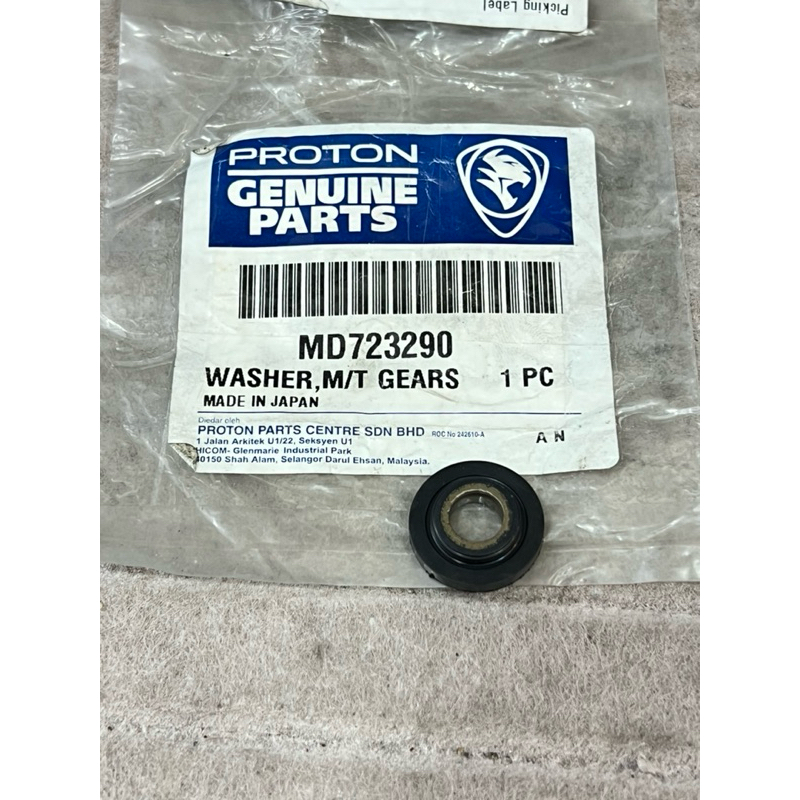 Picking Label
PROTON
GENUINE
PARTS
MD723290
WASHER,M/T GEARS 1 PC
MADE IN JAPAN
Diedar oleh
PROTON PARTS CENTRE SDN BHD ROC No 242610-A
1 Jalan Arkitek U1/22, Seksyen U1 A N
HICOM- Glenmarie Industrial Park
40150 Shah Alam, Selangor Darul Ehsan, Malaysia.